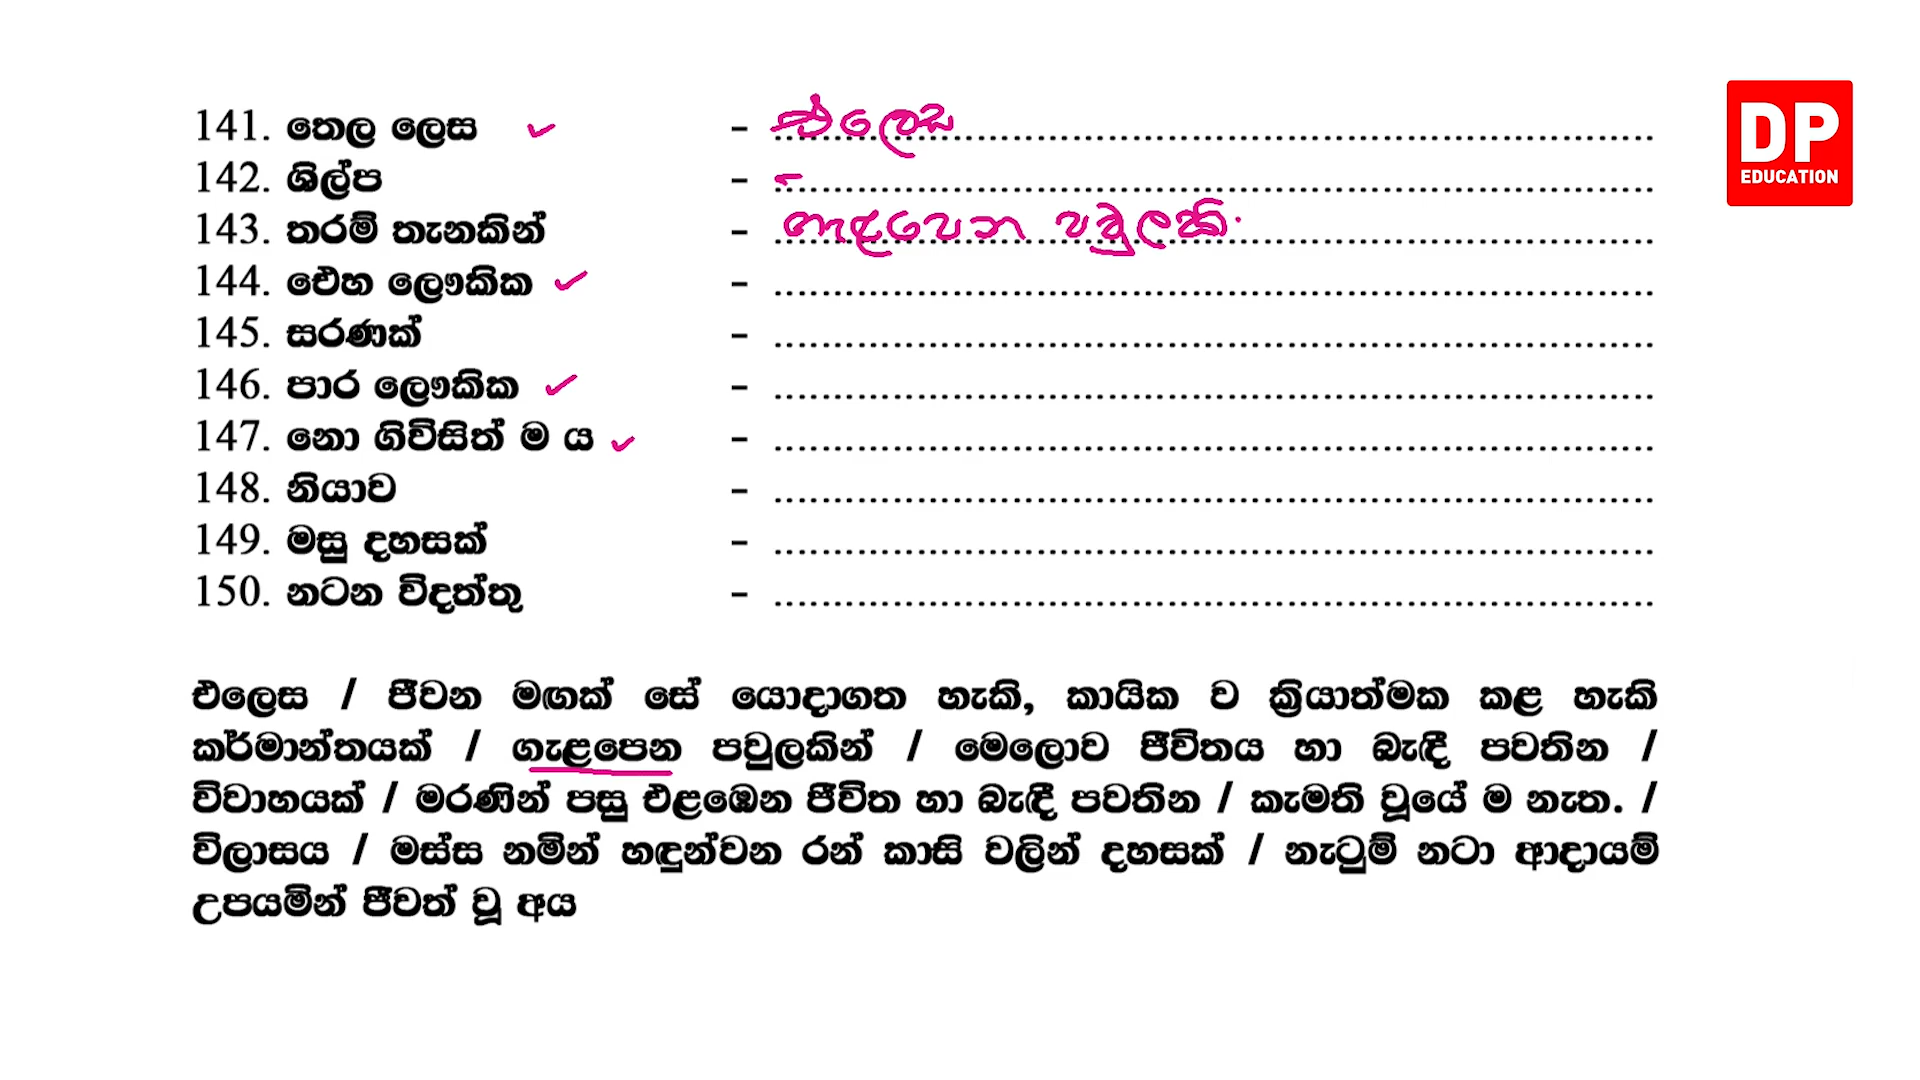 141. තෙල ලෙස - එලෙස
142. ශිල්ප -
143. තරම් තැනකින් - ගැළපෙන පවුලකි
144. ඓහ ලෞකික -
145. සරණක් -
146. පාර ලෞකික -
147. නො ගිවිසිත් ම ය -
148. නියාව -
149. මසු දහසක් -
150. නටන විදත්තු -
එලෙස / ජීවන මඟක් සේ යොදාගත හැකි, කායික ව ක්‍රියාත්මක කළ හැකි
කර්මාන්තයක් / ගැළපෙන පවුලකින් / මෙලොව ජීවිතය හා බැඳී පවතින /
විවාහයක් / මරණින් පසු එළඹෙන ජීවිත හා බැඳී පවතින / කැමති වූයේ ම නැත. /
විලාසය / මස්ස නමින් හඳුන්වන රන් කාසි වලින් දහසක් / නැටුම් නටා ආදායම්
උපයමින් ජීවත් වූ අය
DP
EDUCATION